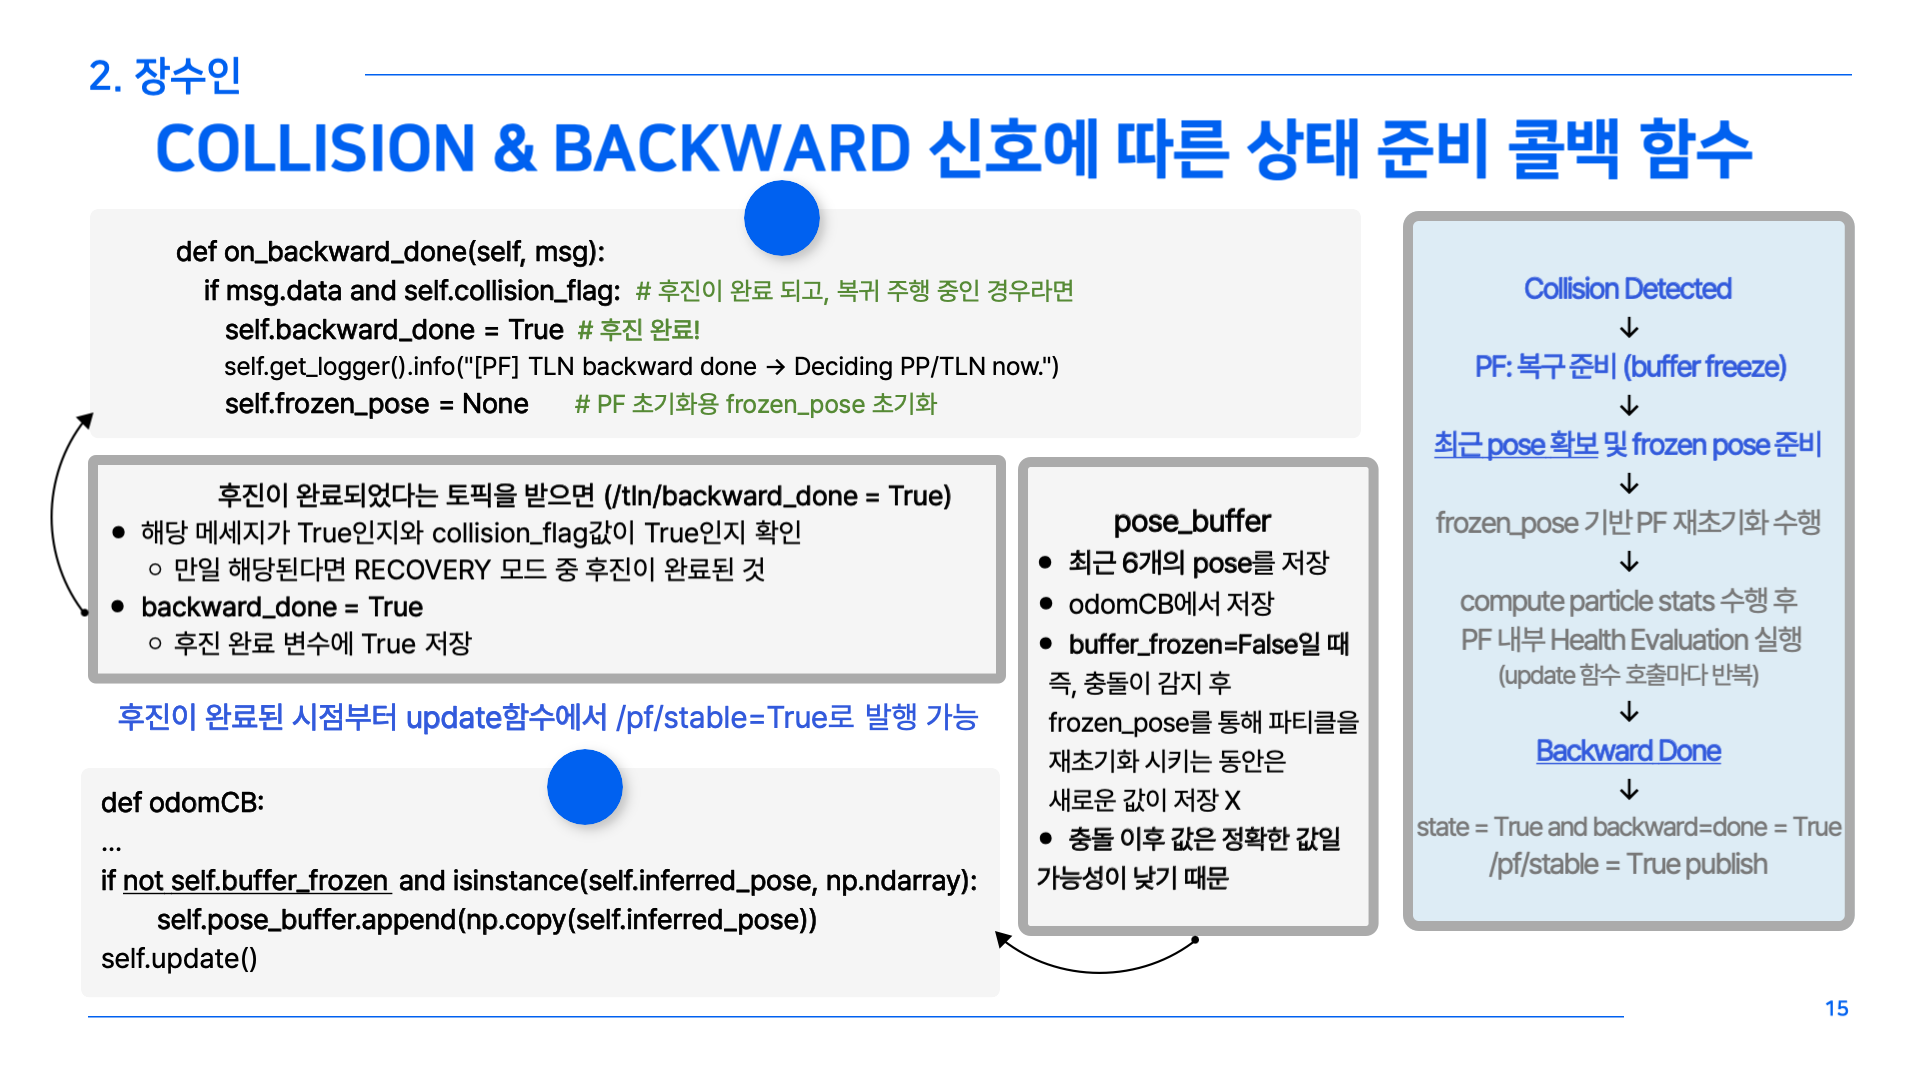 2. 장수인
COLLISION & BACKWARD 신호에 따른 상태 준비 콜백 함수
def on_backward_done(self, msg):
if msg.data and self.collision_flag: # 후진이 완료 되고, 복귀 주행 중인 경우라면
self.backward_done = True # 후진 완료!
self.get_logger().info("[PF] TLN backward done → Deciding PP/TLN now.")
self.frozen_pose = None # PF 초기화용 frozen_pose 초기화
후진이 완료되었다는 토픽을 받으면 (/tln/backward_done = True)
● 해당 메세지가 True인지와 collision_flag값이 True인지 확인
○ 만일 해당된다면 RECOVERY 모드 중 후진이 완료된 것
● backward_done = True
○ 후진 완료 변수에 True 저장
후진이 완료된 시점부터 update함수에서 /pf/stable=True로 발행 가능
def odomCB:
...
if not self.buffer_frozen and isinstance(self.inferred_pose, np.ndarray):
self.pose_buffer.append(np.copy(self.inferred_pose))
self.update()
pose_buffer
● 최근 6개의 pose를 저장
● odomCB에서 저장
● buffer_frozen=False일 때
즉, 충돌이 감지 후
frozen_pose를 통해 파티클을
재초기화 시키는 동안은
새로운 값이 저장 X
● 충돌 이후 값은 정확한 값일
가능성이 낮기 때문
Collision Detected
↓
PF: 복구 준비 (buffer freeze)
↓
최근 pose 확보 및 frozen pose 준비
↓
frozen_pose 기반 PF 재초기화 수행
↓
compute particle stats 수행 후
PF 내부 Health Evaluation 실행
(update 함수 호출마다 반복)
↓
Backward Done
↓
state = True and backward=done = True
/pf/stable = True publish
15